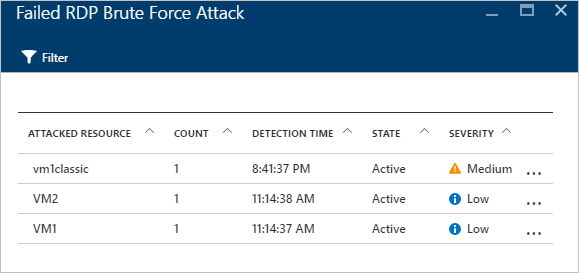 Failed RDP Brute Force Attack
Filter
ATTACKED RESOURCE COUNT DETECTION TIME STATE SEVERITY
vm1classic 1 8:41:37 PM Active Medium ...
VM2 1 11:14:38 AM Active Low ...
VM1 1 11:14:37 AM Active Low ...